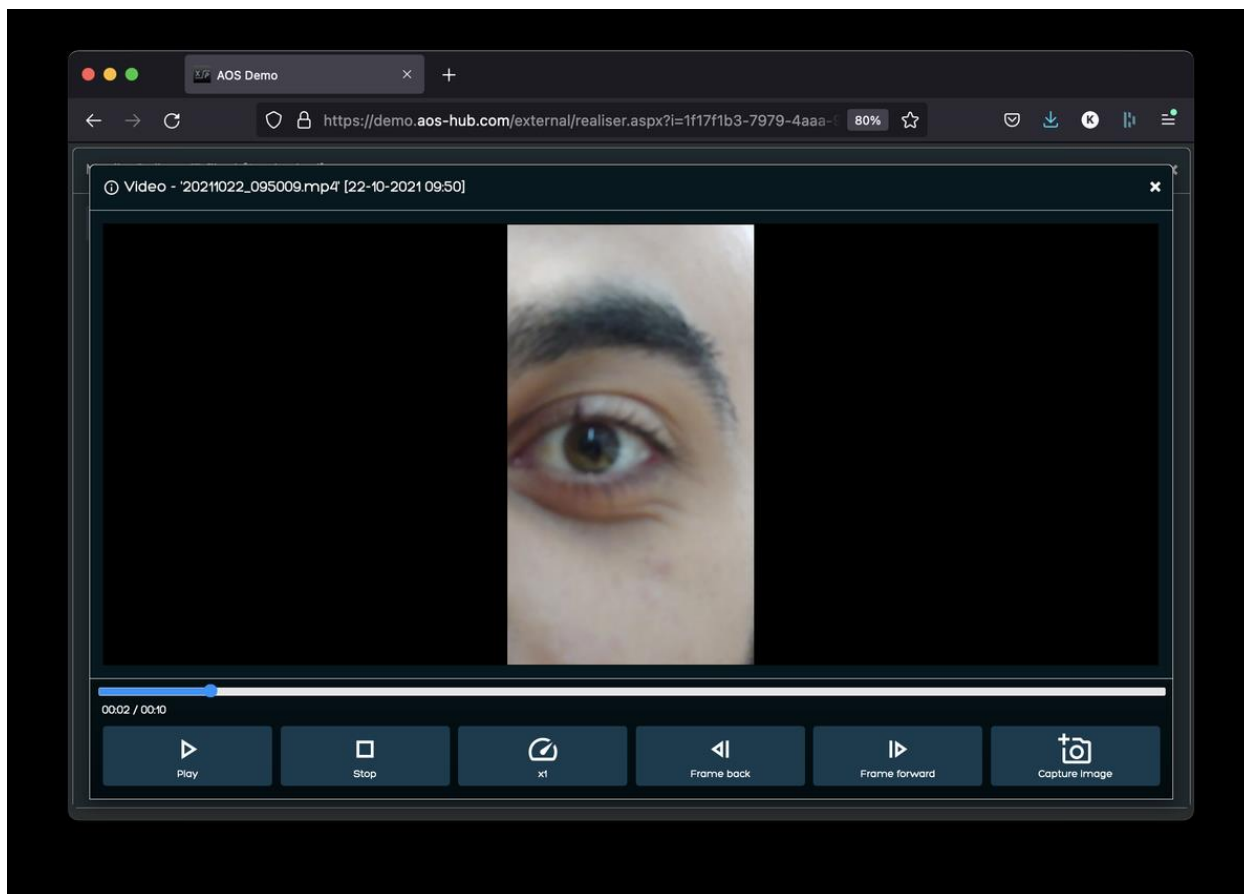 AOS Demo
https://demo.aos-hub.com/external/realiser.aspx?i=1f17f1b3-7979-4aaa- 80%
K
Video - '20211022_095009.mp4' [22-10-2021 09:50]
00:02 / 00:10
Play
Stop
x1
Frame back
Frame forward
Capture Image